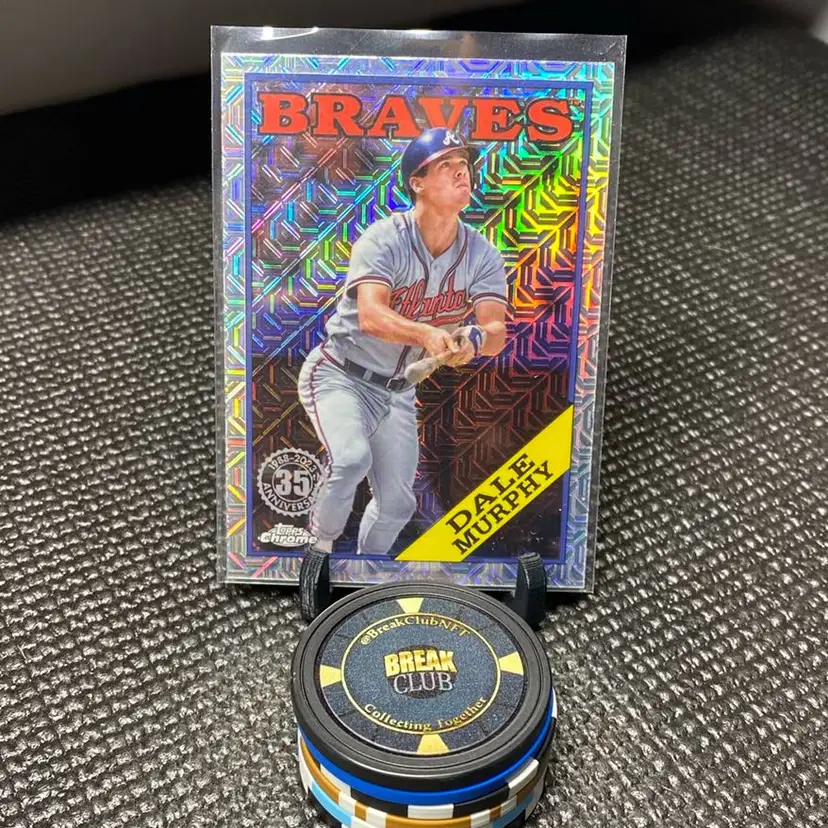 BRAVES
A
Atlanta
1988-2023
35
ANNIVERSARY
Topps
Chrome
DALE
MURPHY
@BreakClubNFT
BREAK
CLUB
Collecting Together